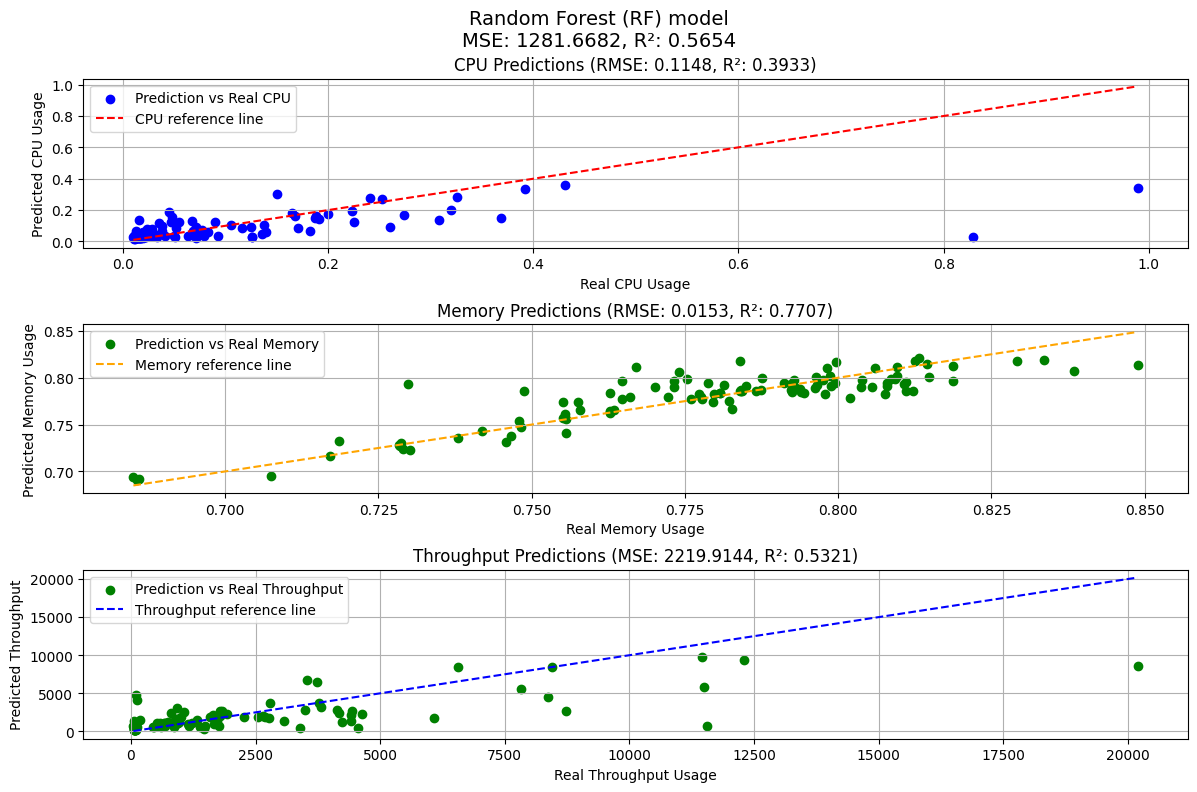 Random Forest (RF) model
MSE: 1281.6682, R²: 0.5654
CPU Predictions (RMSE: 0.1148, R²: 0.3933)
Predicted CPU Usage
1.0
0.8
0.6
0.4
0.2
0.0
Prediction vs Real CPU
CPU reference line
0.0 0.2 0.4 0.6 0.8 1.0
Real CPU Usage
Memory Predictions (RMSE: 0.0153, R²: 0.7707)
Predicted Memory Usage
0.85
0.80
0.75
0.70
Prediction vs Real Memory
Memory reference line
0.700 0.725 0.750 0.775 0.800 0.825 0.850
Real Memory Usage
Throughput Predictions (MSE: 2219.9144, R²: 0.5321)
Predicted Throughput
20000
15000
10000
5000
0
Prediction vs Real Throughput
Throughput reference line
0 2500 5000 7500 10000 12500 15000 17500 20000
Real Throughput Usage